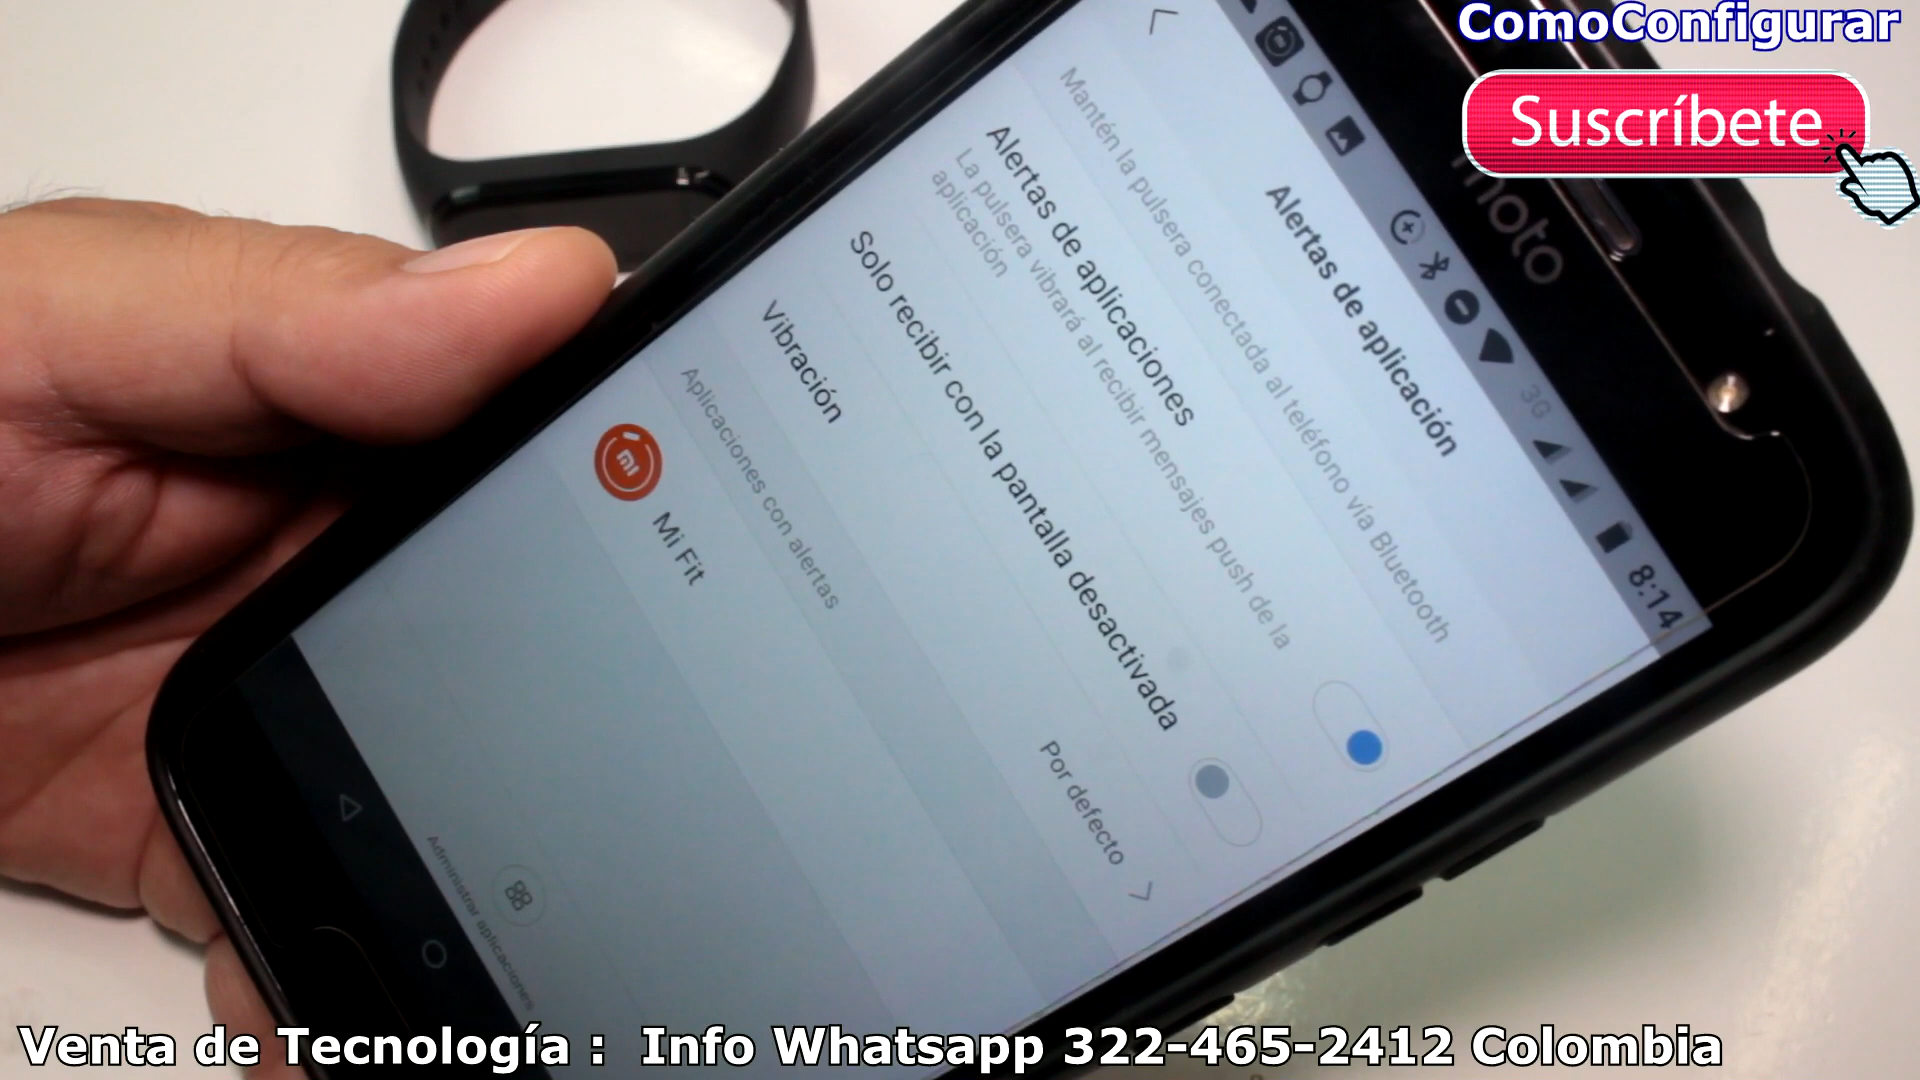 ComoConfigurar
Suscríbete
moto
3G
8:14
Alertas de aplicación
Mantén la pulsera conectada al teléfono vía Bluetooth
Alertas de aplicaciones
La pulsera vibrará al recibir mensajes push de la
aplicación
Solo recibir con la pantalla desactivada
Vibración
Por defecto
Aplicaciones con alertas
Mi Fit
Administrar aplicaciones
Venta de Tecnología : Info Whatsapp 322-465-2412 Colombia